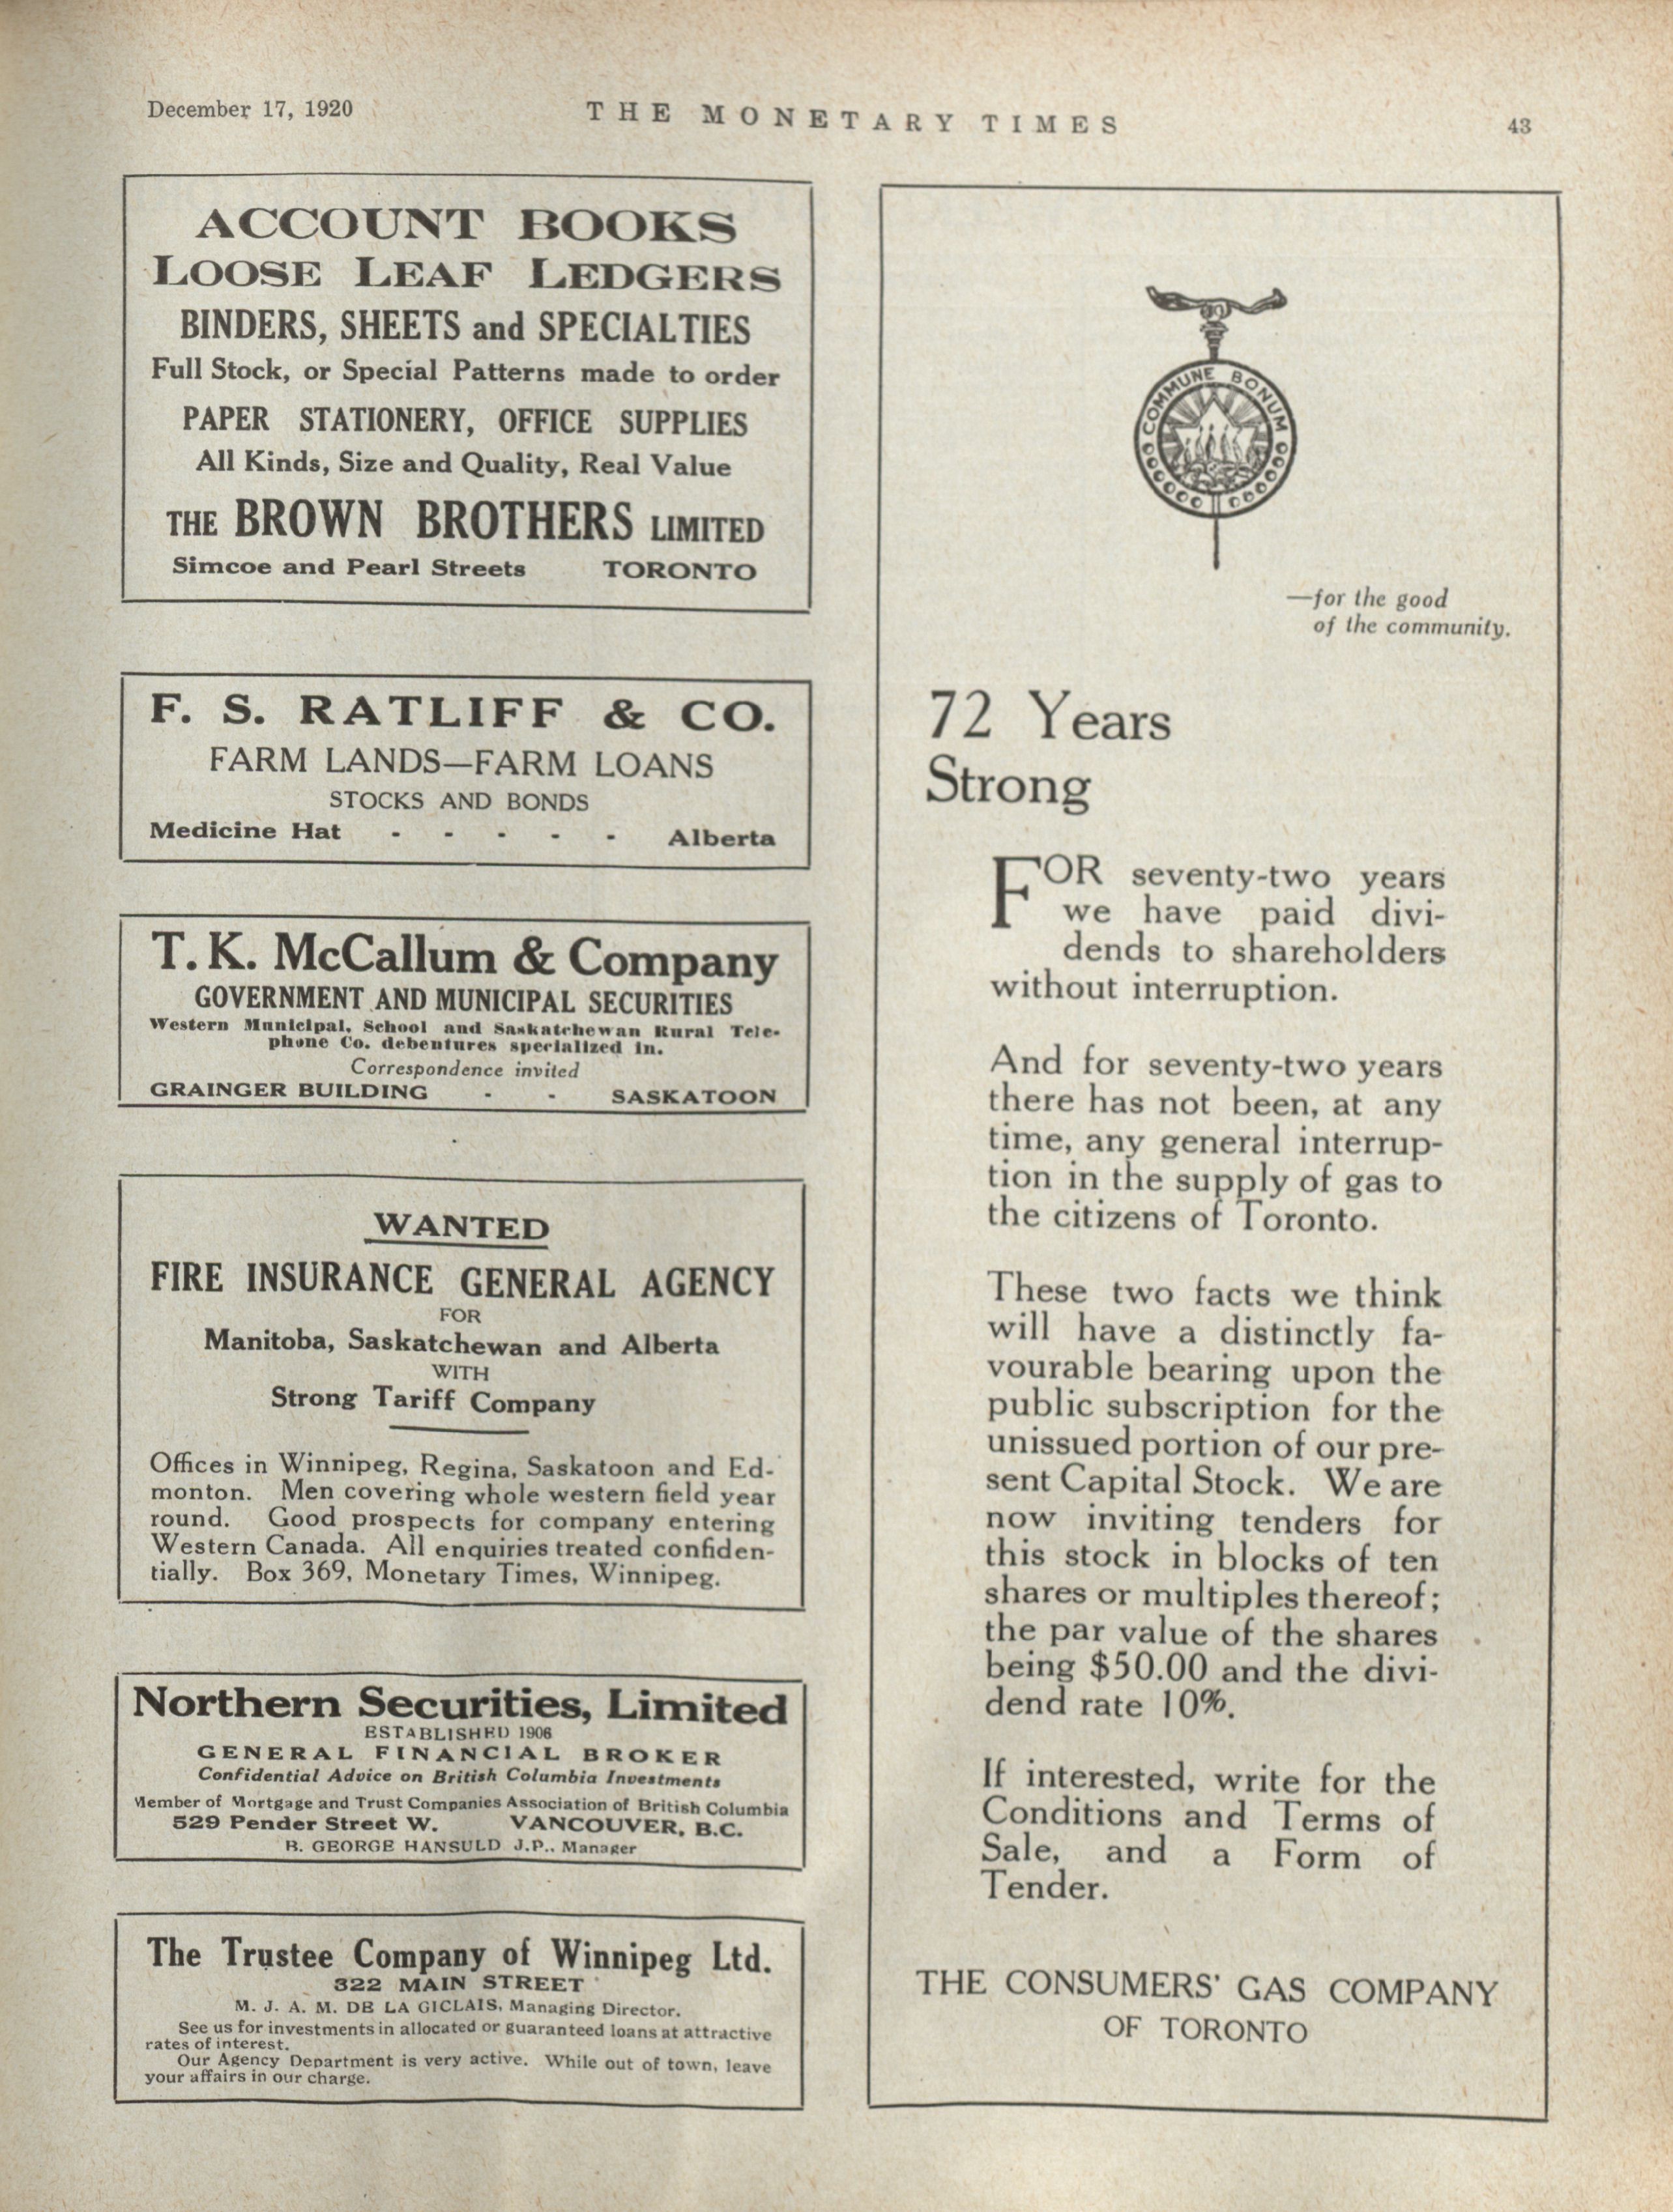 December 17, 1920
THE MONETARY TIMES
43
ACCOUNT BOOKS
LOOSE LEAF LEDGERS
BINDERS, SHEETS and SPECIALTIES
Full Stock, or Special Patterns made to order
PAPER STATIONERY, OFFICE SUPPLIES
All Kinds, Size and Quality, Real Value
THE BROWN BROTHERS LIMITED
Simcoe and Pearl Streets TORONTO
F. S. RATLIFF & CO.
FARM LANDS—FARM LOANS
STOCKS AND BONDS
Medicine Hat - - - - - Alberta
T. K. McCallum & Company
GOVERNMENT AND MUNICIPAL SECURITIES
Western Municipal, School and Saskatchewan Rural Tele-
phone Co. debentures specialized in.
Correspondence invited
GRAINGER BUILDING - - SASKATOON
WANTED
FIRE INSURANCE GENERAL AGENCY
FOR
Manitoba, Saskatchewan and Alberta
WITH
Strong Tariff Company
Offices in Winnipeg, Regina, Saskatoon and Ed-
monton. Men covering whole western field year
round. Good prospects for company entering
Western Canada. All enquiries treated confiden-
tially. Box 369, Monetary Times, Winnipeg.
Northern Securities, Limited
ESTABLISHED 1906
GENERAL FINANCIAL BROKER
Confidential Advice on British Columbia Investments
Member of Mortgage and Trust Companies Association of British Columbia
529 Pender Street W. VANCOUVER, B.C.
B. GEORGE HANSULD J.P., Manager
The Trustee Company of Winnipeg Ltd.
322 MAIN STREET
M. J. A. M. DE LA GICLAIS, Managing Director.
See us for investments in allocated or guaranteed loans at attractive
rates of interest.
Our Agency Department is very active. While out of town, leave
your affairs in our charge.
COMMUNE BONUM
—for the good
of the community.
72 Years
Strong
FOR seventy-two years
we have paid divi-
dends to shareholders
without interruption.
And for seventy-two years
there has not been, at any
time, any general interrup-
tion in the supply of gas to
the citizens of Toronto.
These two facts we think
will have a distinctly fa-
vourable bearing upon the
public subscription for the
unissued portion of our pre-
sent Capital Stock. We are
now inviting tenders for
this stock in blocks of ten
shares or multiples thereof;
the par value of the shares
being $50.00 and the divi-
dend rate 10%.
If interested, write for the
Conditions and Terms of
Sale, and a Form of
Tender.
THE CONSUMERS' GAS COMPANY
OF TORONTO